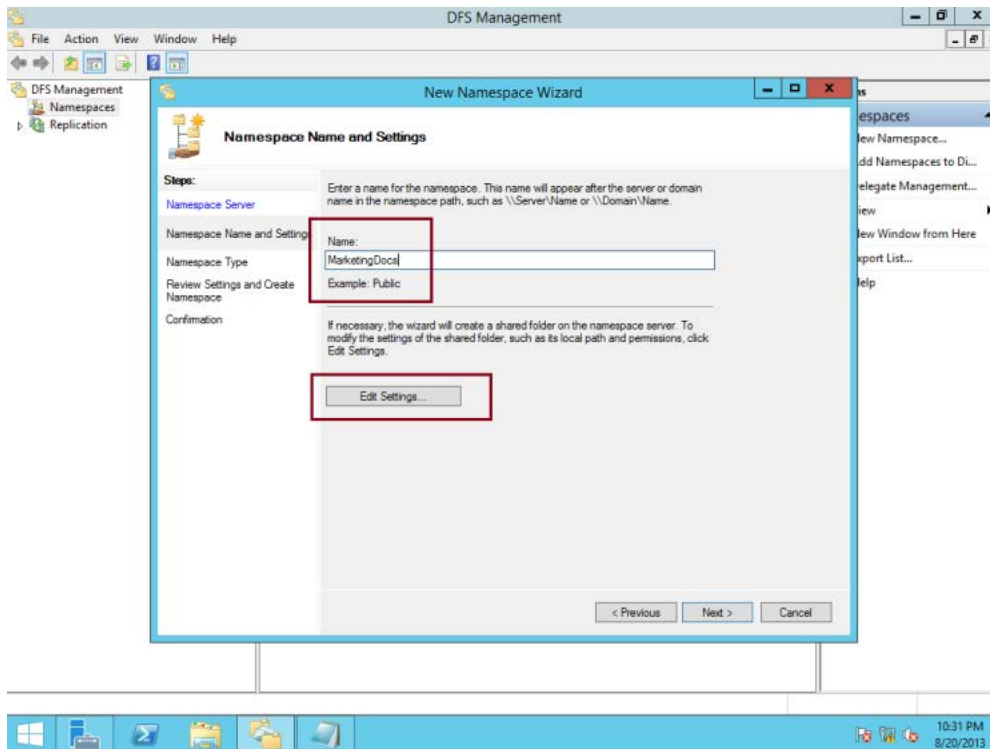 DFS Management
File Action View Window Help
DFS Management
Namespaces
Replication
New Namespace Wizard
Namespace Name and Settings
Steps:
Namespace Server
Namespace Name and Setting
Namespace Type
Review Settings and Create
Namespace
Confirmation
Enter a name for the namespace. This name will appear after the server or domain
name in the namespace path, such as \\Server\Name or \\Domain\Name.
Name:
MarketingDocs
Example: Public
If necessary, the wizard will create a shared folder on the namespace server. To
modify the settings of the shared folder, such as its local path and permissions, click
Edit Settings.
Edit Settings...
< Previous Next > Cancel
ns
espaces
lew Namespace...
dd Namespaces to Di...
elegate Management...
iew
lew Window from Here
xport List...
lelp
10:31 PM
8/20/2013